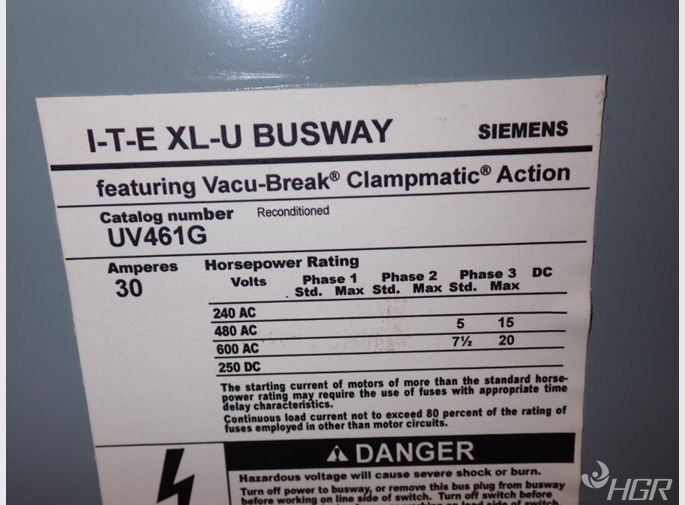 I-T-E XL-U BUSWAY SIEMENS
featuring Vacu-Break® Clampmatic® Action
Catalog number Reconditioned
UV461G
Amperes Horsepower Rating
30 Volts Phase 1 Phase 2 Phase 3 DC
Std. Max Std. Max Std. Max
240 AC
480 AC 5 15
600 AC 7½ 20
250 DC
The starting current of motors of more than the standard horse-
power rating may require the use of fuses with appropriate time
delay characteristics.
Continuous load current not to exceed 80 percent of the rating of
fuses employed in other than motor circuits.
DANGER
Hazardous voltage will cause severe shock or burn.
Turn off power to busway, or remove this bus plug from busway
before working on line side of switch. Turn off switch before
working on load side of switch.
HGR